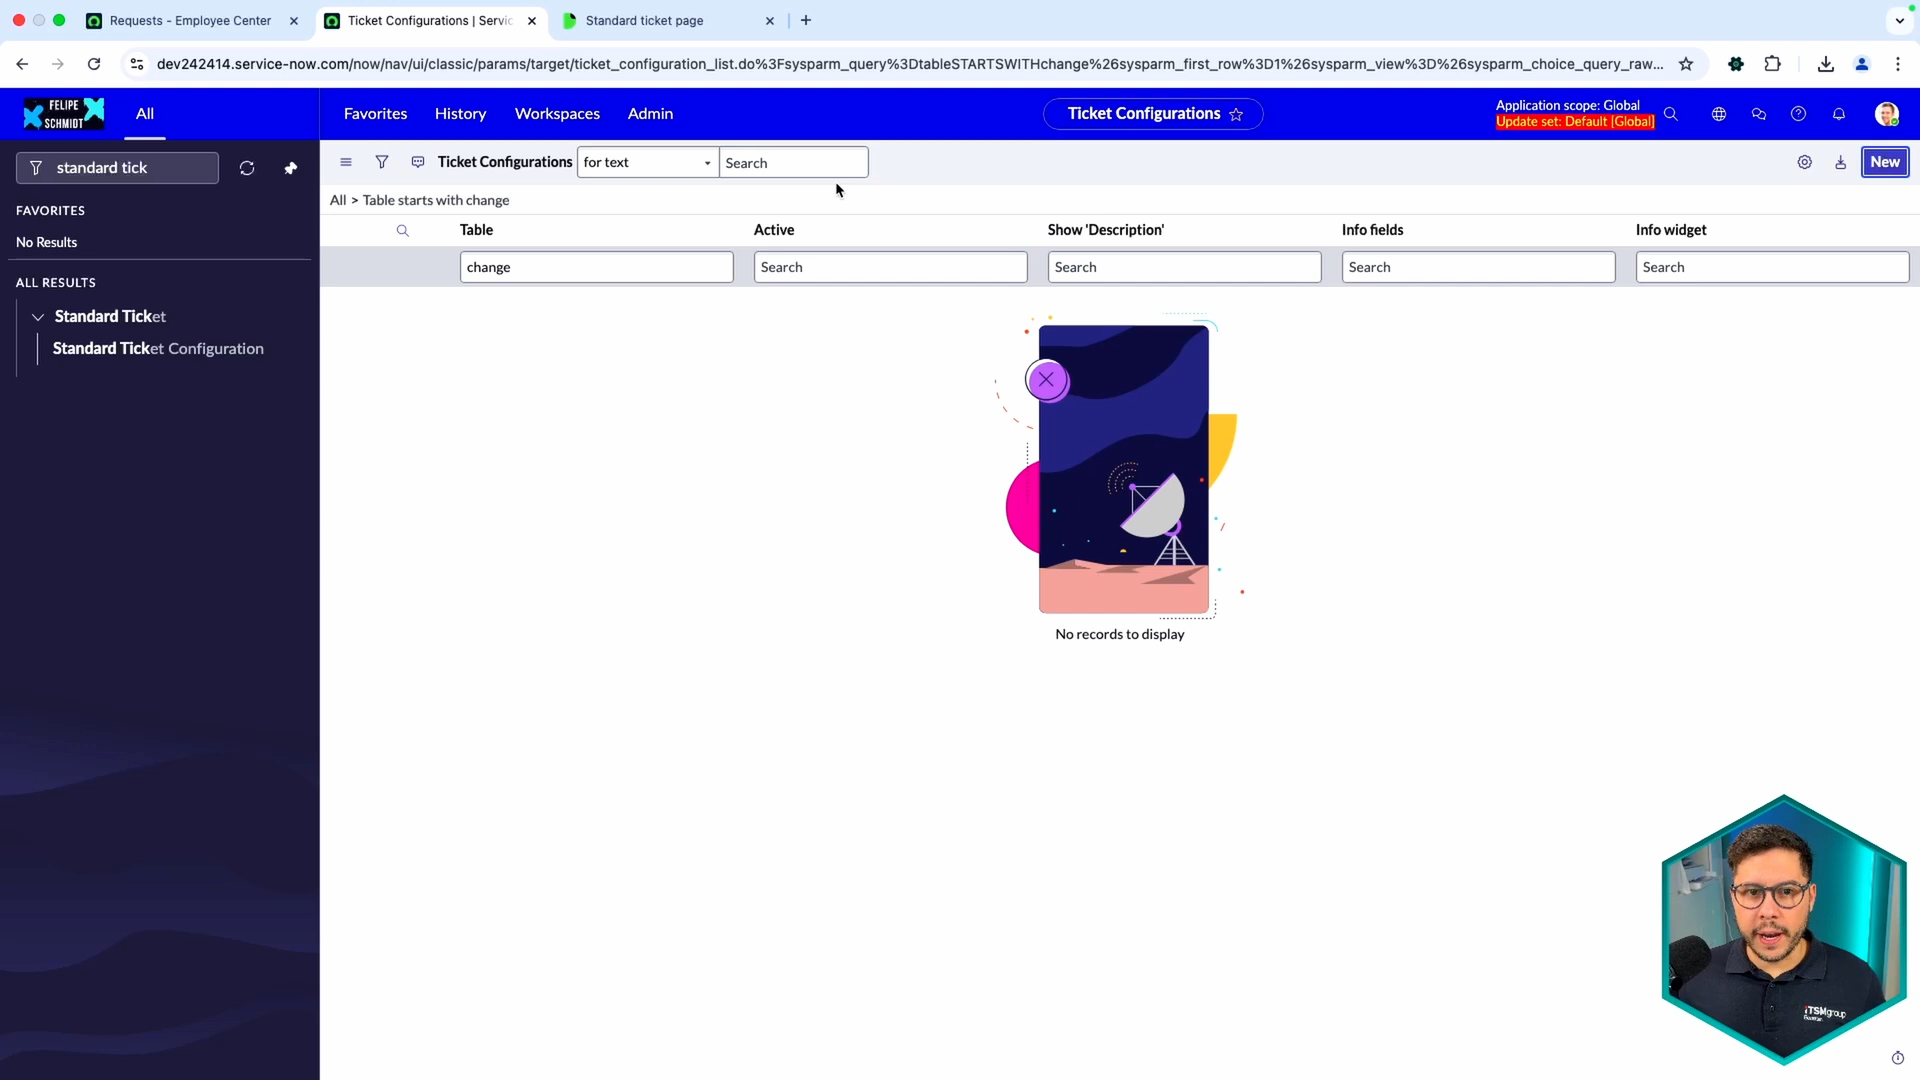 Requests - Employee Center
Ticket Configurations | Servic
Standard ticket page
dev242414.service-now.com/now/nav/ui/classic/params/target/ticket_configuration_list.do%3Fsysparm_query%3DtableSTARTSWITHchange%26sysparm_first_row%3D1%26sysparm_view%3D%26sysparm_choice_query_raw...
FELIPE
SCHMIDT
All
Favorites
History
Workspaces
Admin
Ticket Configurations
Application scope: Global
Update set: Default [Global]
standard tick
Ticket Configurations
for text
Search
New
FAVORITES
No Results
ALL RESULTS
Standard Ticket
Standard Ticket Configuration
All > Table starts with change
Table
Active
Show 'Description'
Info fields
Info widget
change
Search
Search
Search
Search
No records to display
iTSMgroup